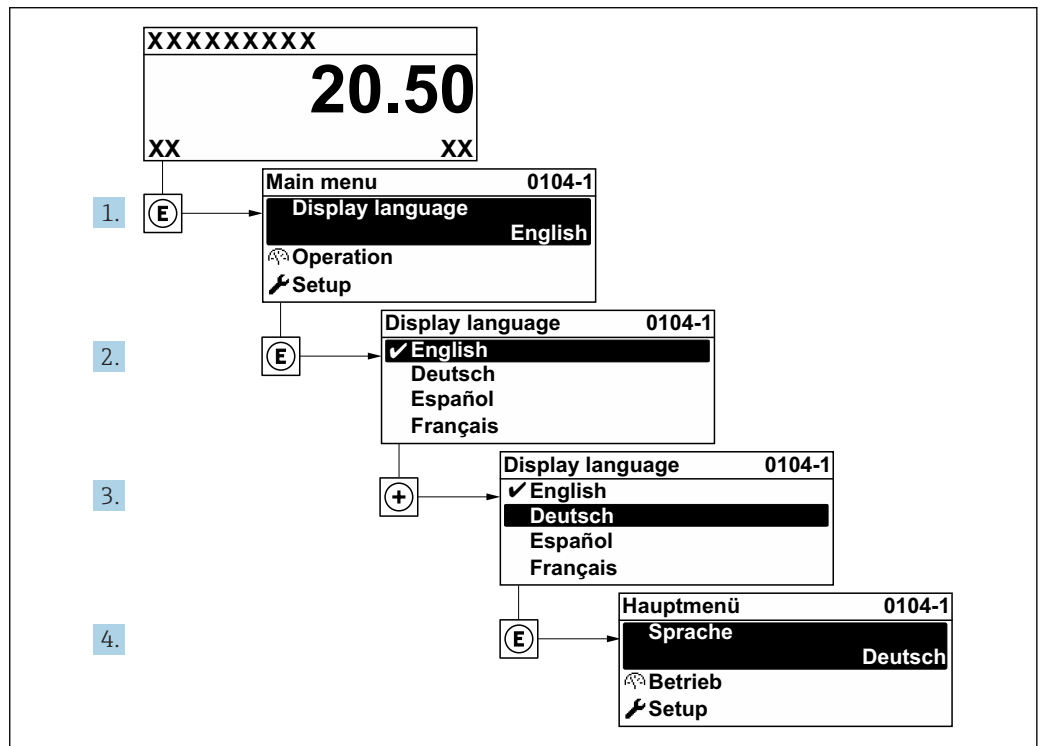 XXXXXXXXX
20.50
XX XX
1. E
Main menu 0104-1
Display language
English
Operation
Setup
2. E
Display language 0104-1
✔English
Deutsch
Español
Français
3. +
Display language 0104-1
✔English
Deutsch
Español
Français
4. E
Hauptmenü 0104-1
Sprache
Deutsch
Betrieb
Setup